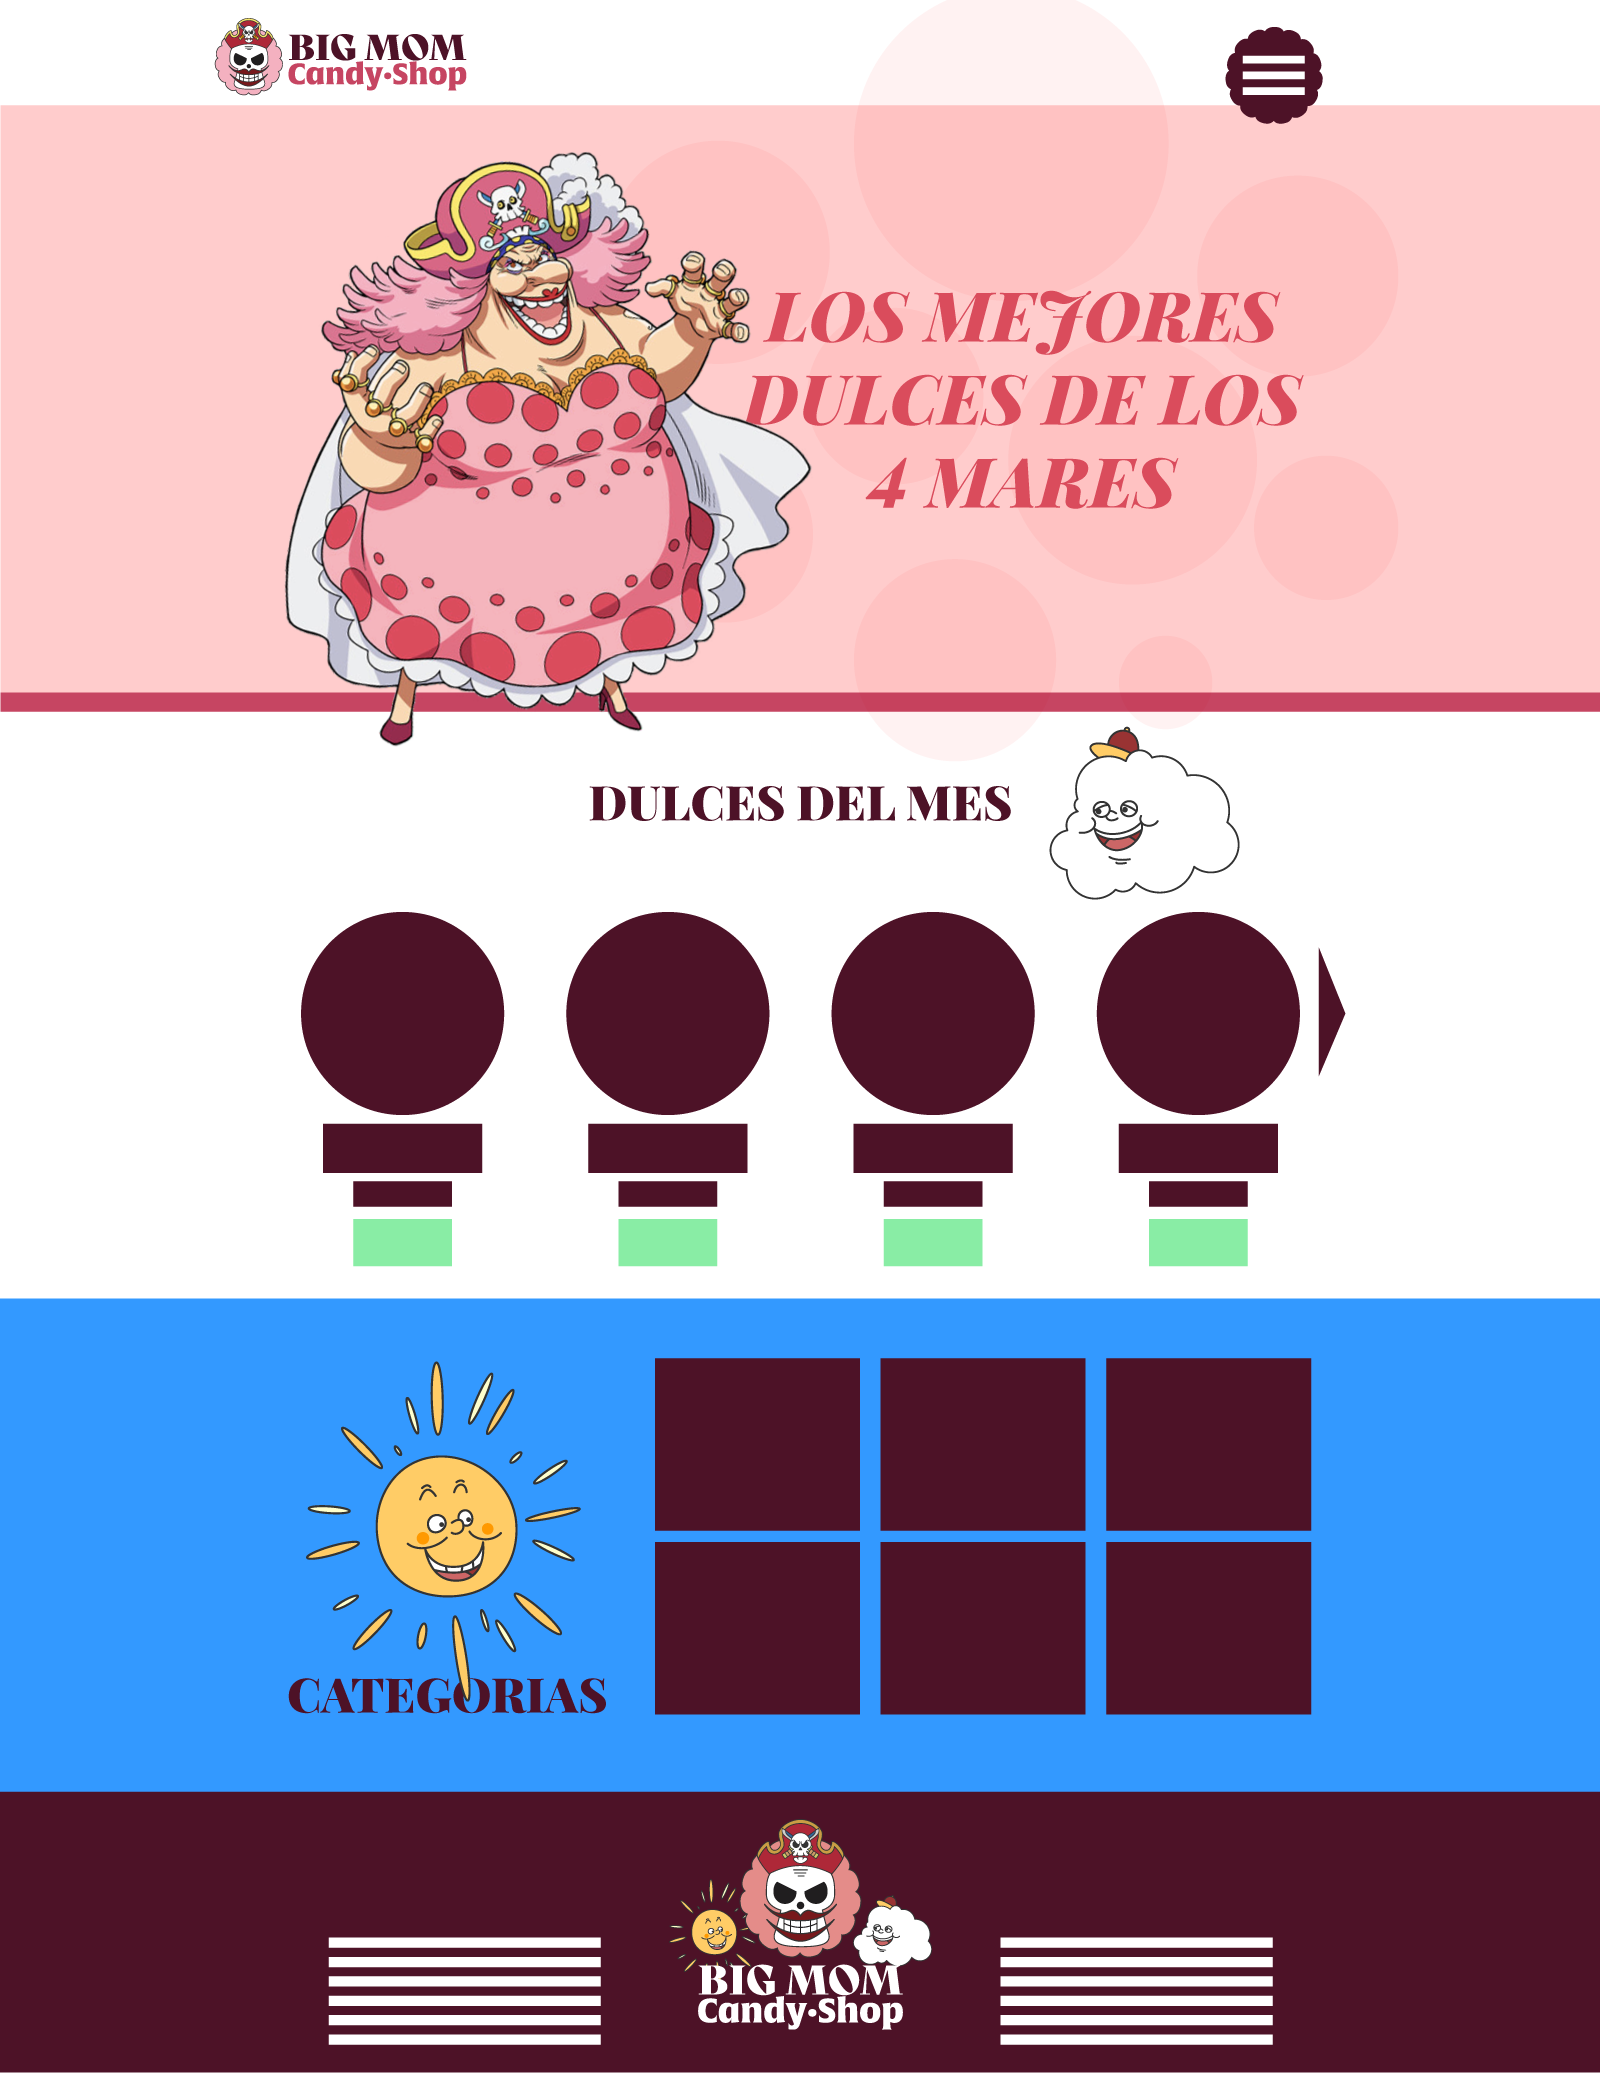 BIG MOM
Candy•Shop
LOS MEJORES
DULCES DE LOS
4 MARES
DULCES DEL MES
CATEGORIAS
BIG MOM
Candy•Shop